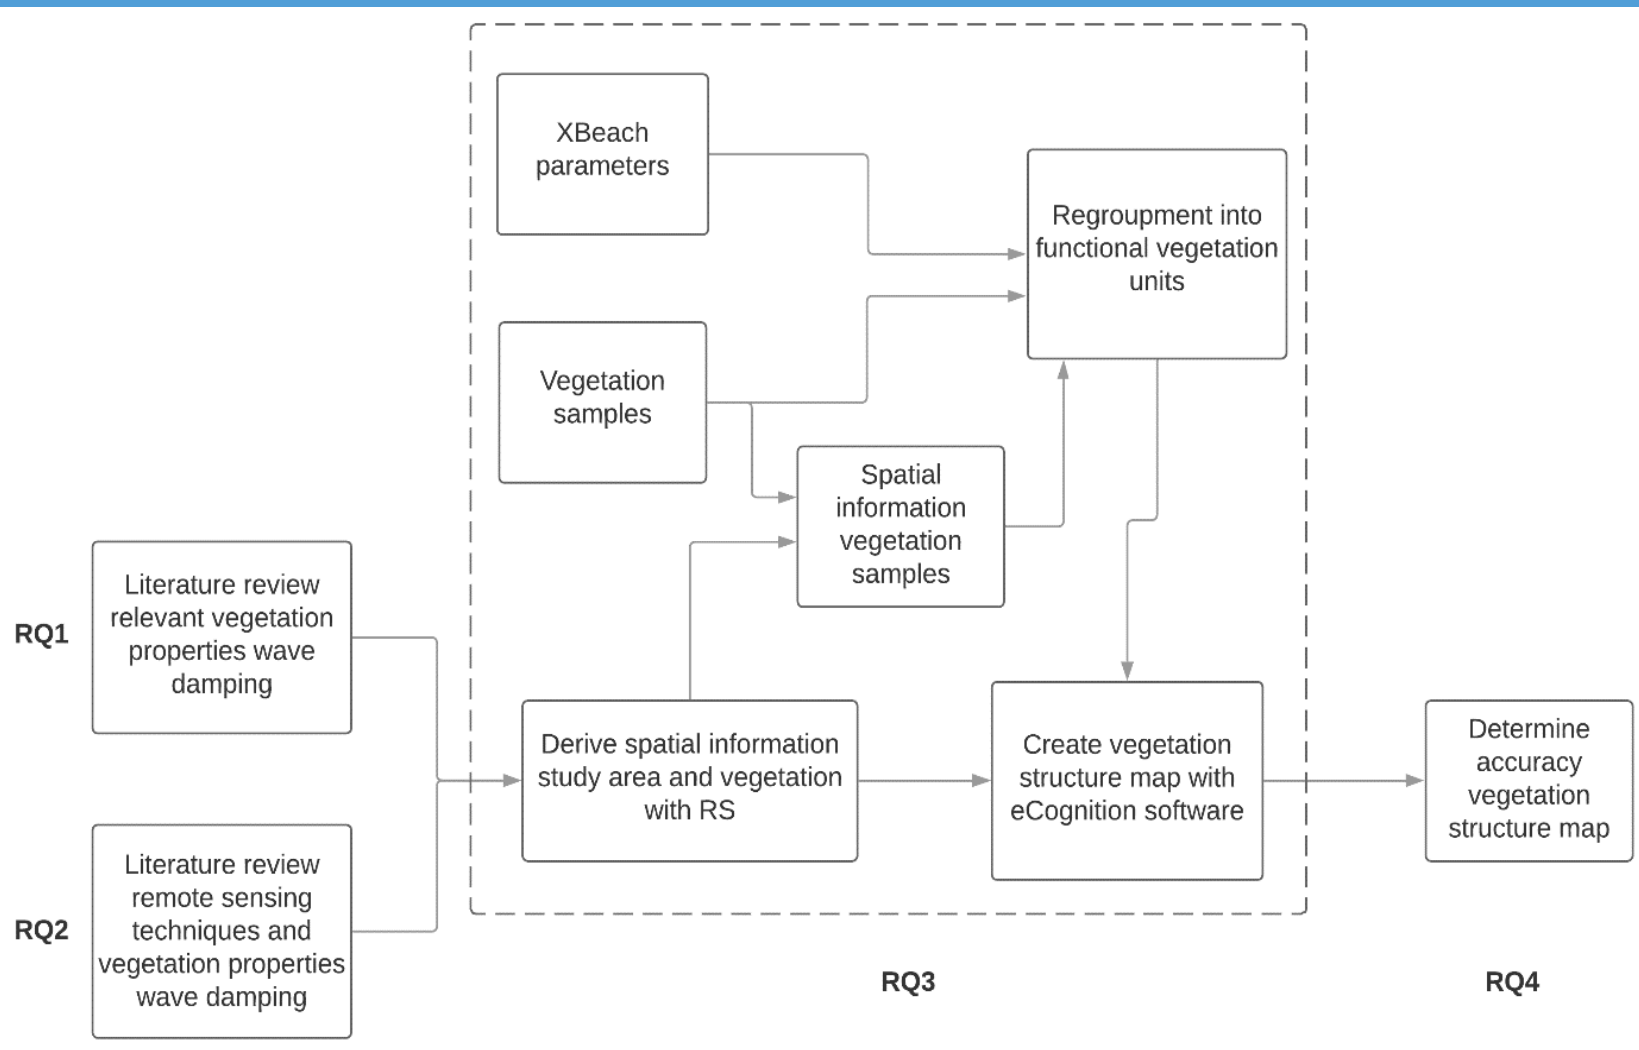 XBeach
parameters
Regroupment into
functional vegetation
units
Vegetation
samples
Spatial
information
vegetation
samples
RQ1
Literature review
relevant vegetation
properties wave
damping
Derive spatial information
study area and vegetation
with RS
Create vegetation
structure map with
eCognition software
Determine
accuracy
vegetation
structure map
RQ2
Literature review
remote sensing
techniques and
vegetation properties
wave damping
RQ3
RQ4